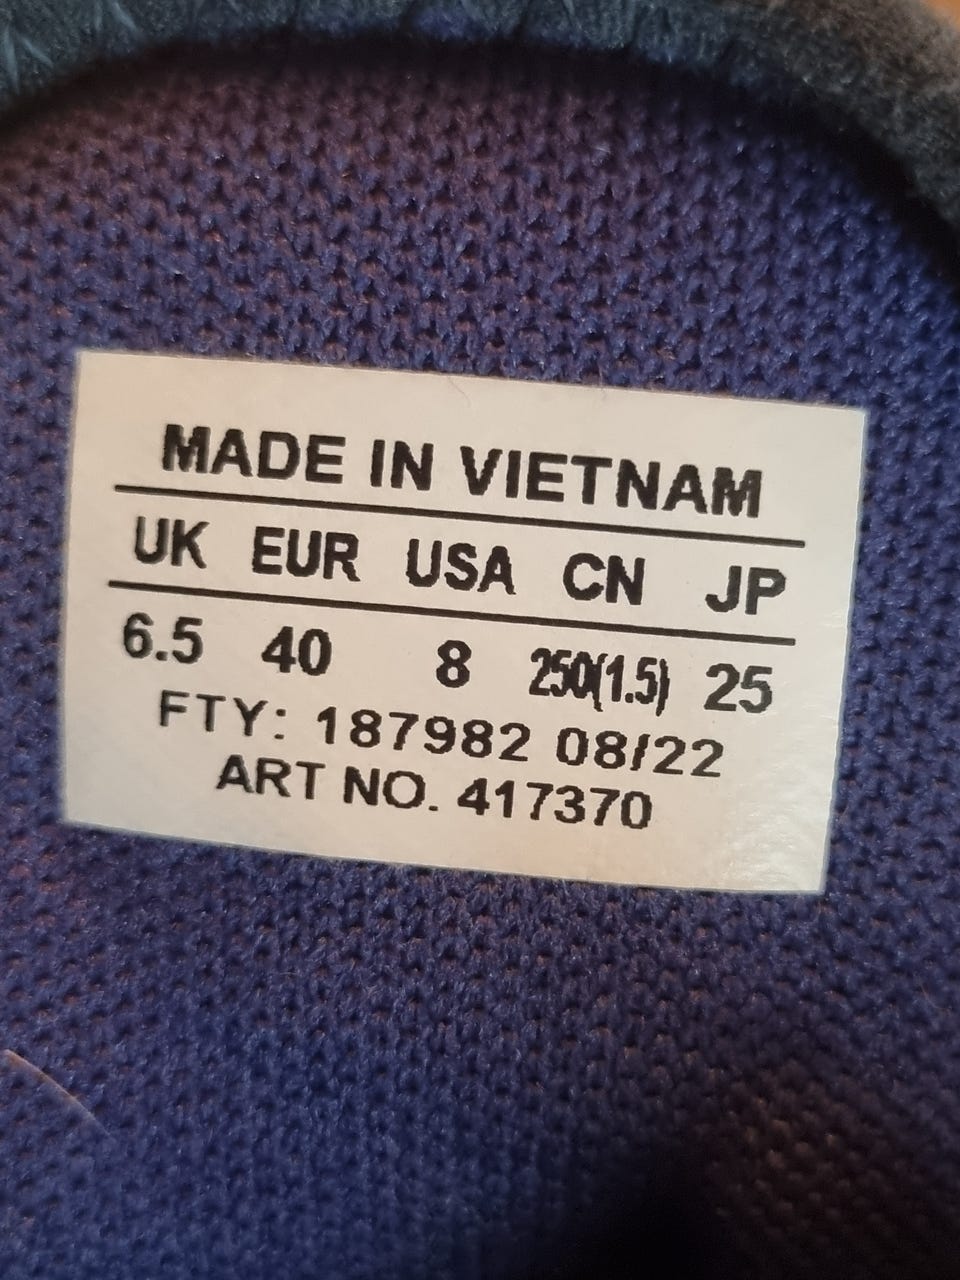 MADE IN VIETNAM
UK EUR USA CN JP
6.5 40 8 250(1.5) 25
FTY: 187982 08/22
ART NO. 417370